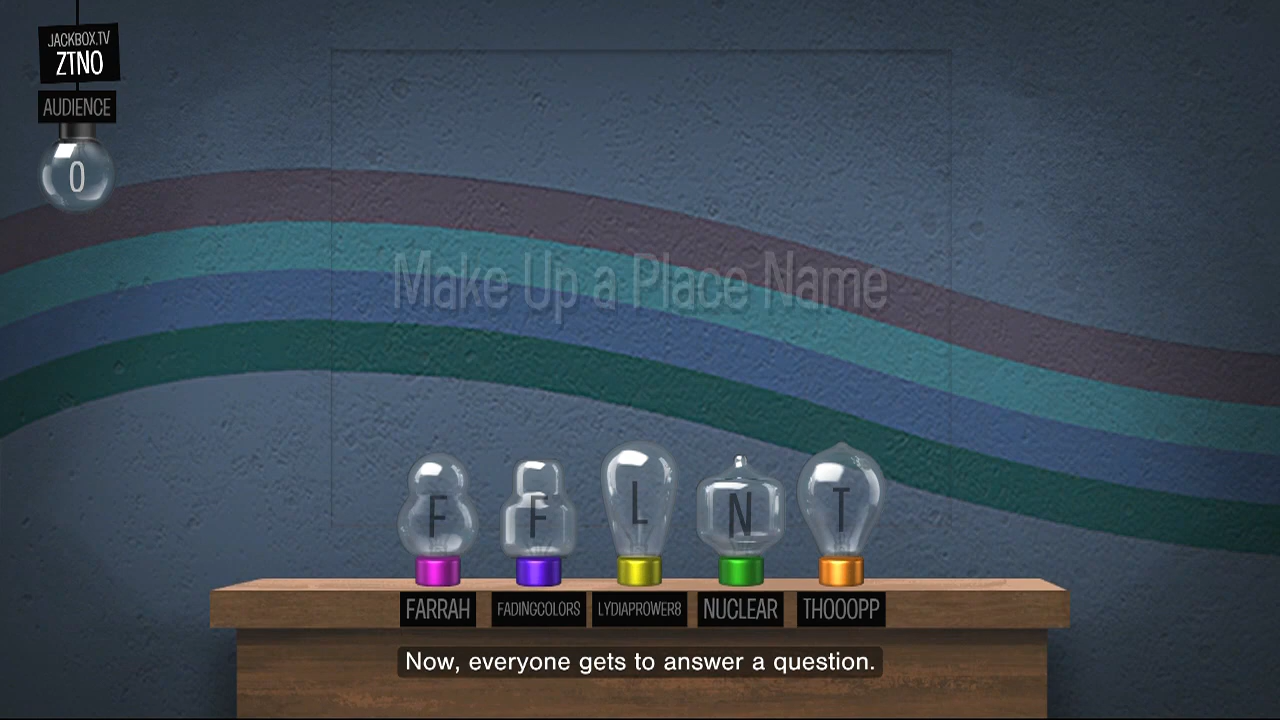 JACKBOX.TV
ZTNO
AUDIENCE
0
Make Up a Place Name
F F L N T
FARRAH FADINGCOLORS LYDIAPROWER8 NUCLEAR THOOOPP
Now, everyone gets to answer a question.